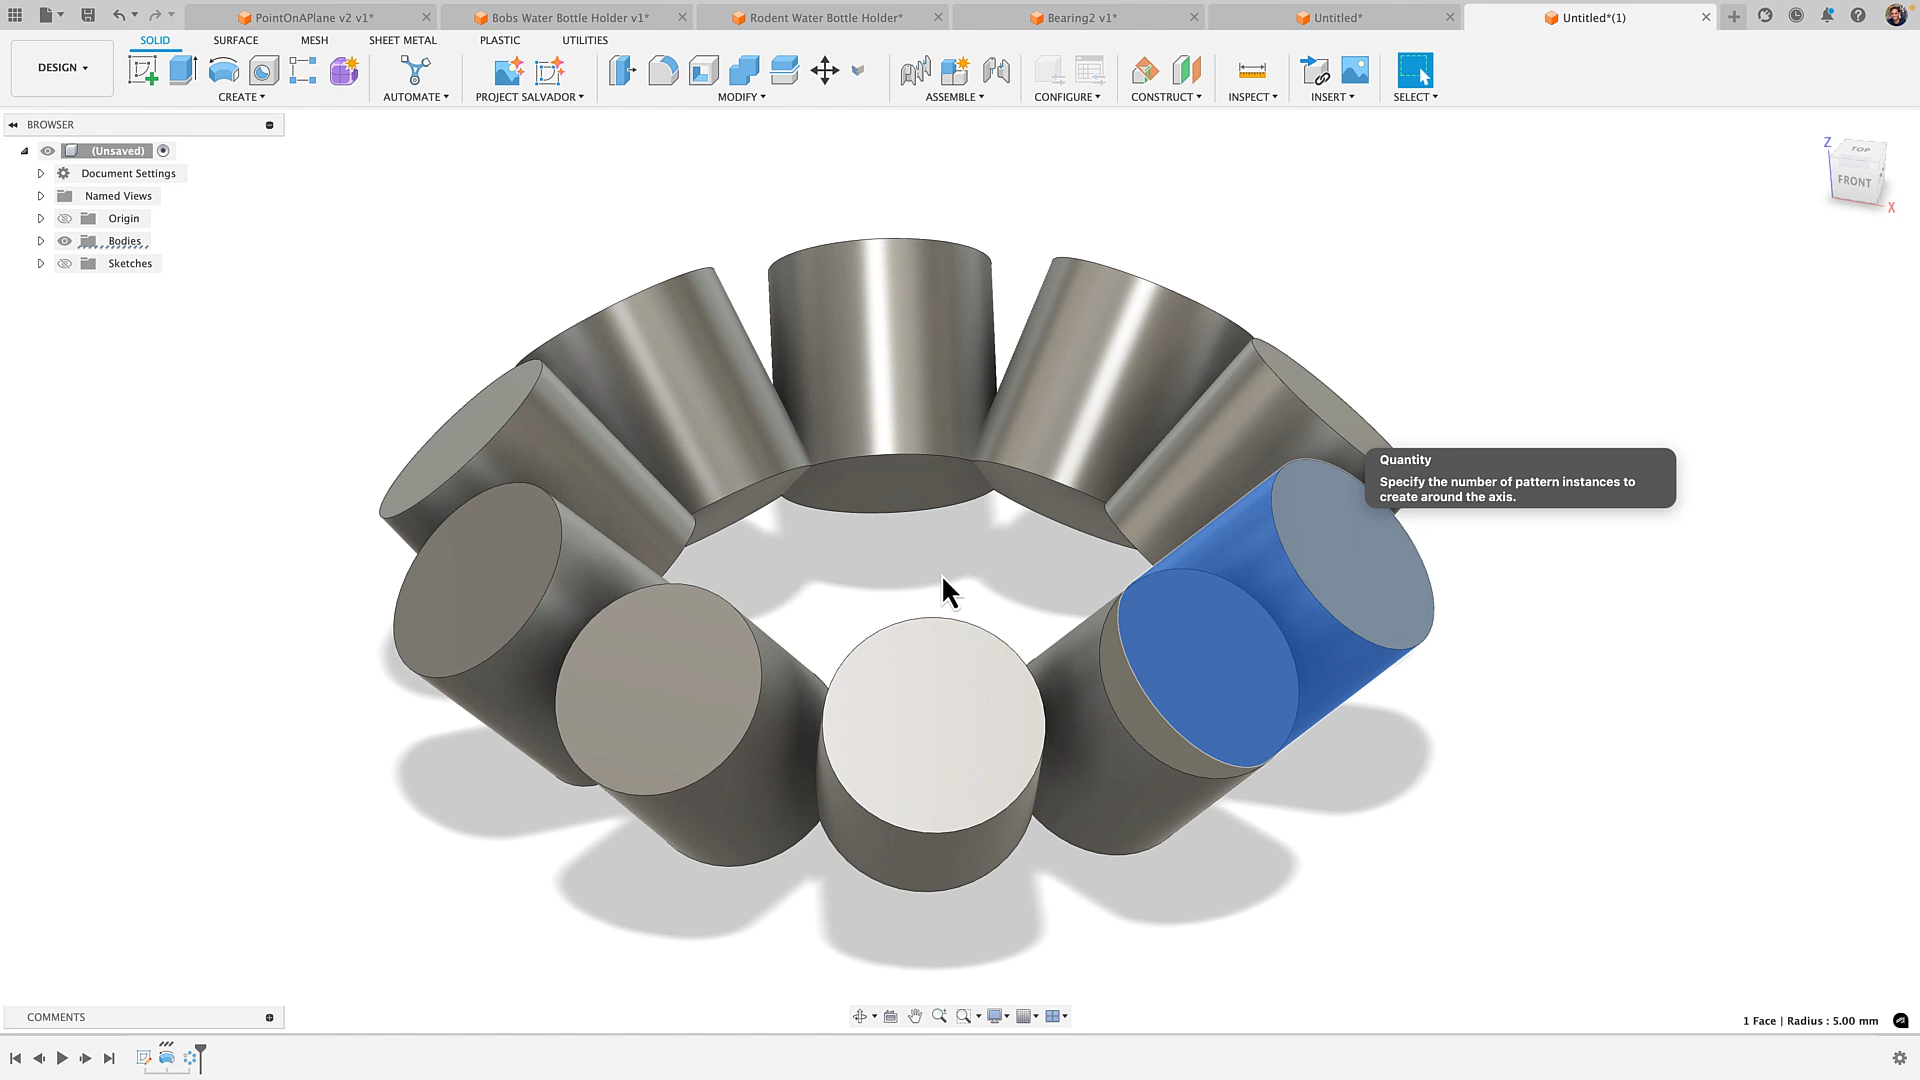 PointOnAPlane v2 v1*
Bobs Water Bottle Holder v1*
Rodent Water Bottle Holder*
Bearing2 v1*
Untitled*
Untitled*(1)
SOLID
SURFACE
MESH
SHEET METAL
PLASTIC
UTILITIES
DESIGN
CREATE
AUTOMATE
PROJECT SALVADOR
MODIFY
ASSEMBLE
CONFIGURE
CONSTRUCT
INSPECT
INSERT
SELECT
BROWSER
(Unsaved)
Document Settings
Named Views
Origin
Bodies
Sketches
Z
TOP
FRONT
X
Quantity
Specify the number of pattern instances to
create around the axis.
COMMENTS
1 Face | Radius : 5.00 mm